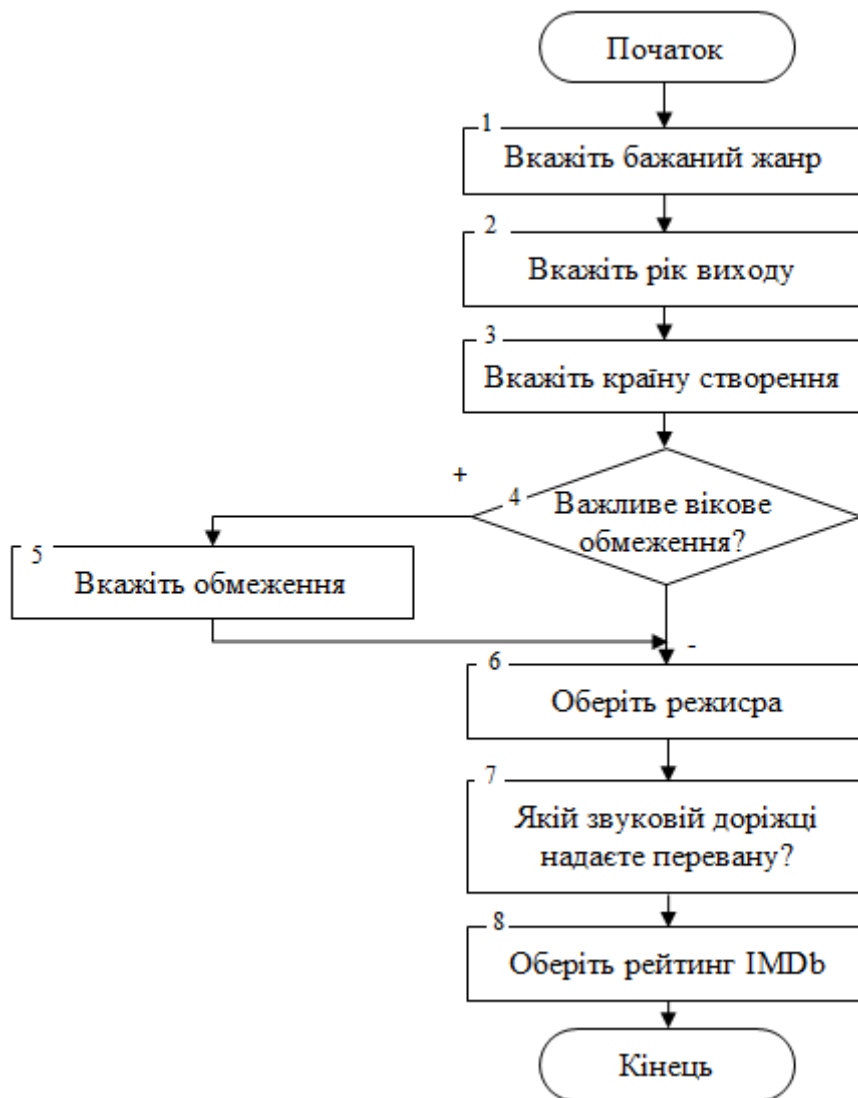 Початок
1
Вкажіть бажаний жанр
2
Вкажіть рік виходу
3
Вкажіть країну створення
+
4
Важливе вікове
обмеження?
5
Вкажіть обмеження
-
6
Оберіть режисра
7
Якій звуковій доріжці
надаєте перевану?
8
Оберіть рейтинг IMDb
Кінець